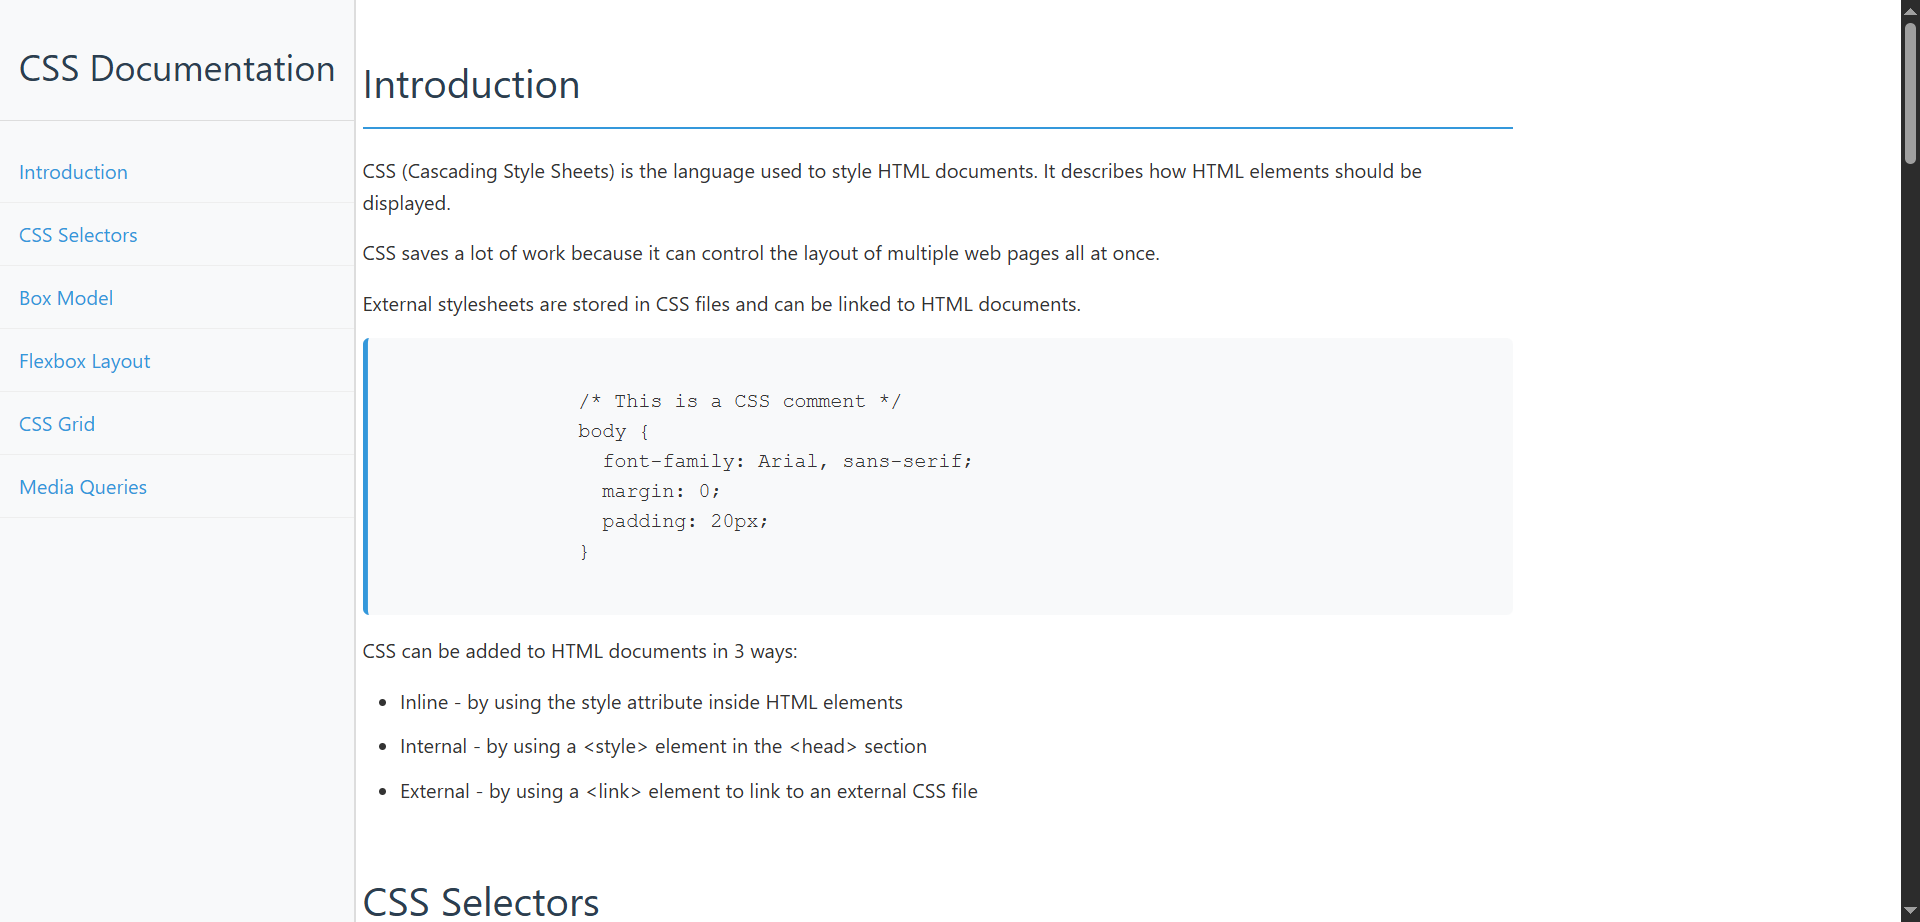 CSS Documentation
Introduction
CSS Selectors
Box Model
Flexbox Layout
CSS Grid
Media Queries
Introduction
CSS (Cascading Style Sheets) is the language used to style HTML documents. It describes how HTML elements should be
displayed.
CSS saves a lot of work because it can control the layout of multiple web pages all at once.
External stylesheets are stored in CSS files and can be linked to HTML documents.
/* This is a CSS comment */
body {
  font-family: Arial, sans-serif;
  margin: 0;
  padding: 20px;
}
CSS can be added to HTML documents in 3 ways:
• Inline - by using the style attribute inside HTML elements
• Internal - by using a <style> element in the <head> section
• External - by using a <link> element to link to an external CSS file
CSS Selectors